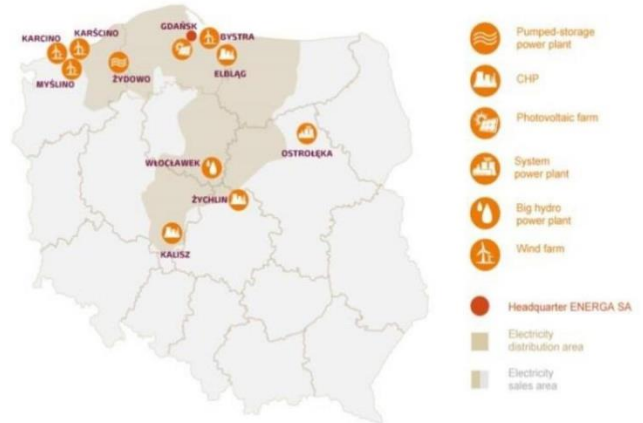 KARCINO
KARŚCINO
MYŚLINO
ŻYDOWO
GDAŃSK
BYSTRA
ELBLĄG
OSTROŁĘKA
WŁOCŁAWEK
ŻYCHLIN
KALISZ
Pumped-storage
power plant
CHP
Photovoltaic farm
System
power plant
Big hydro
power plant
Wind farm
Headquarter ENERGA SA
Electricity
distribution area
Electricity
sales area